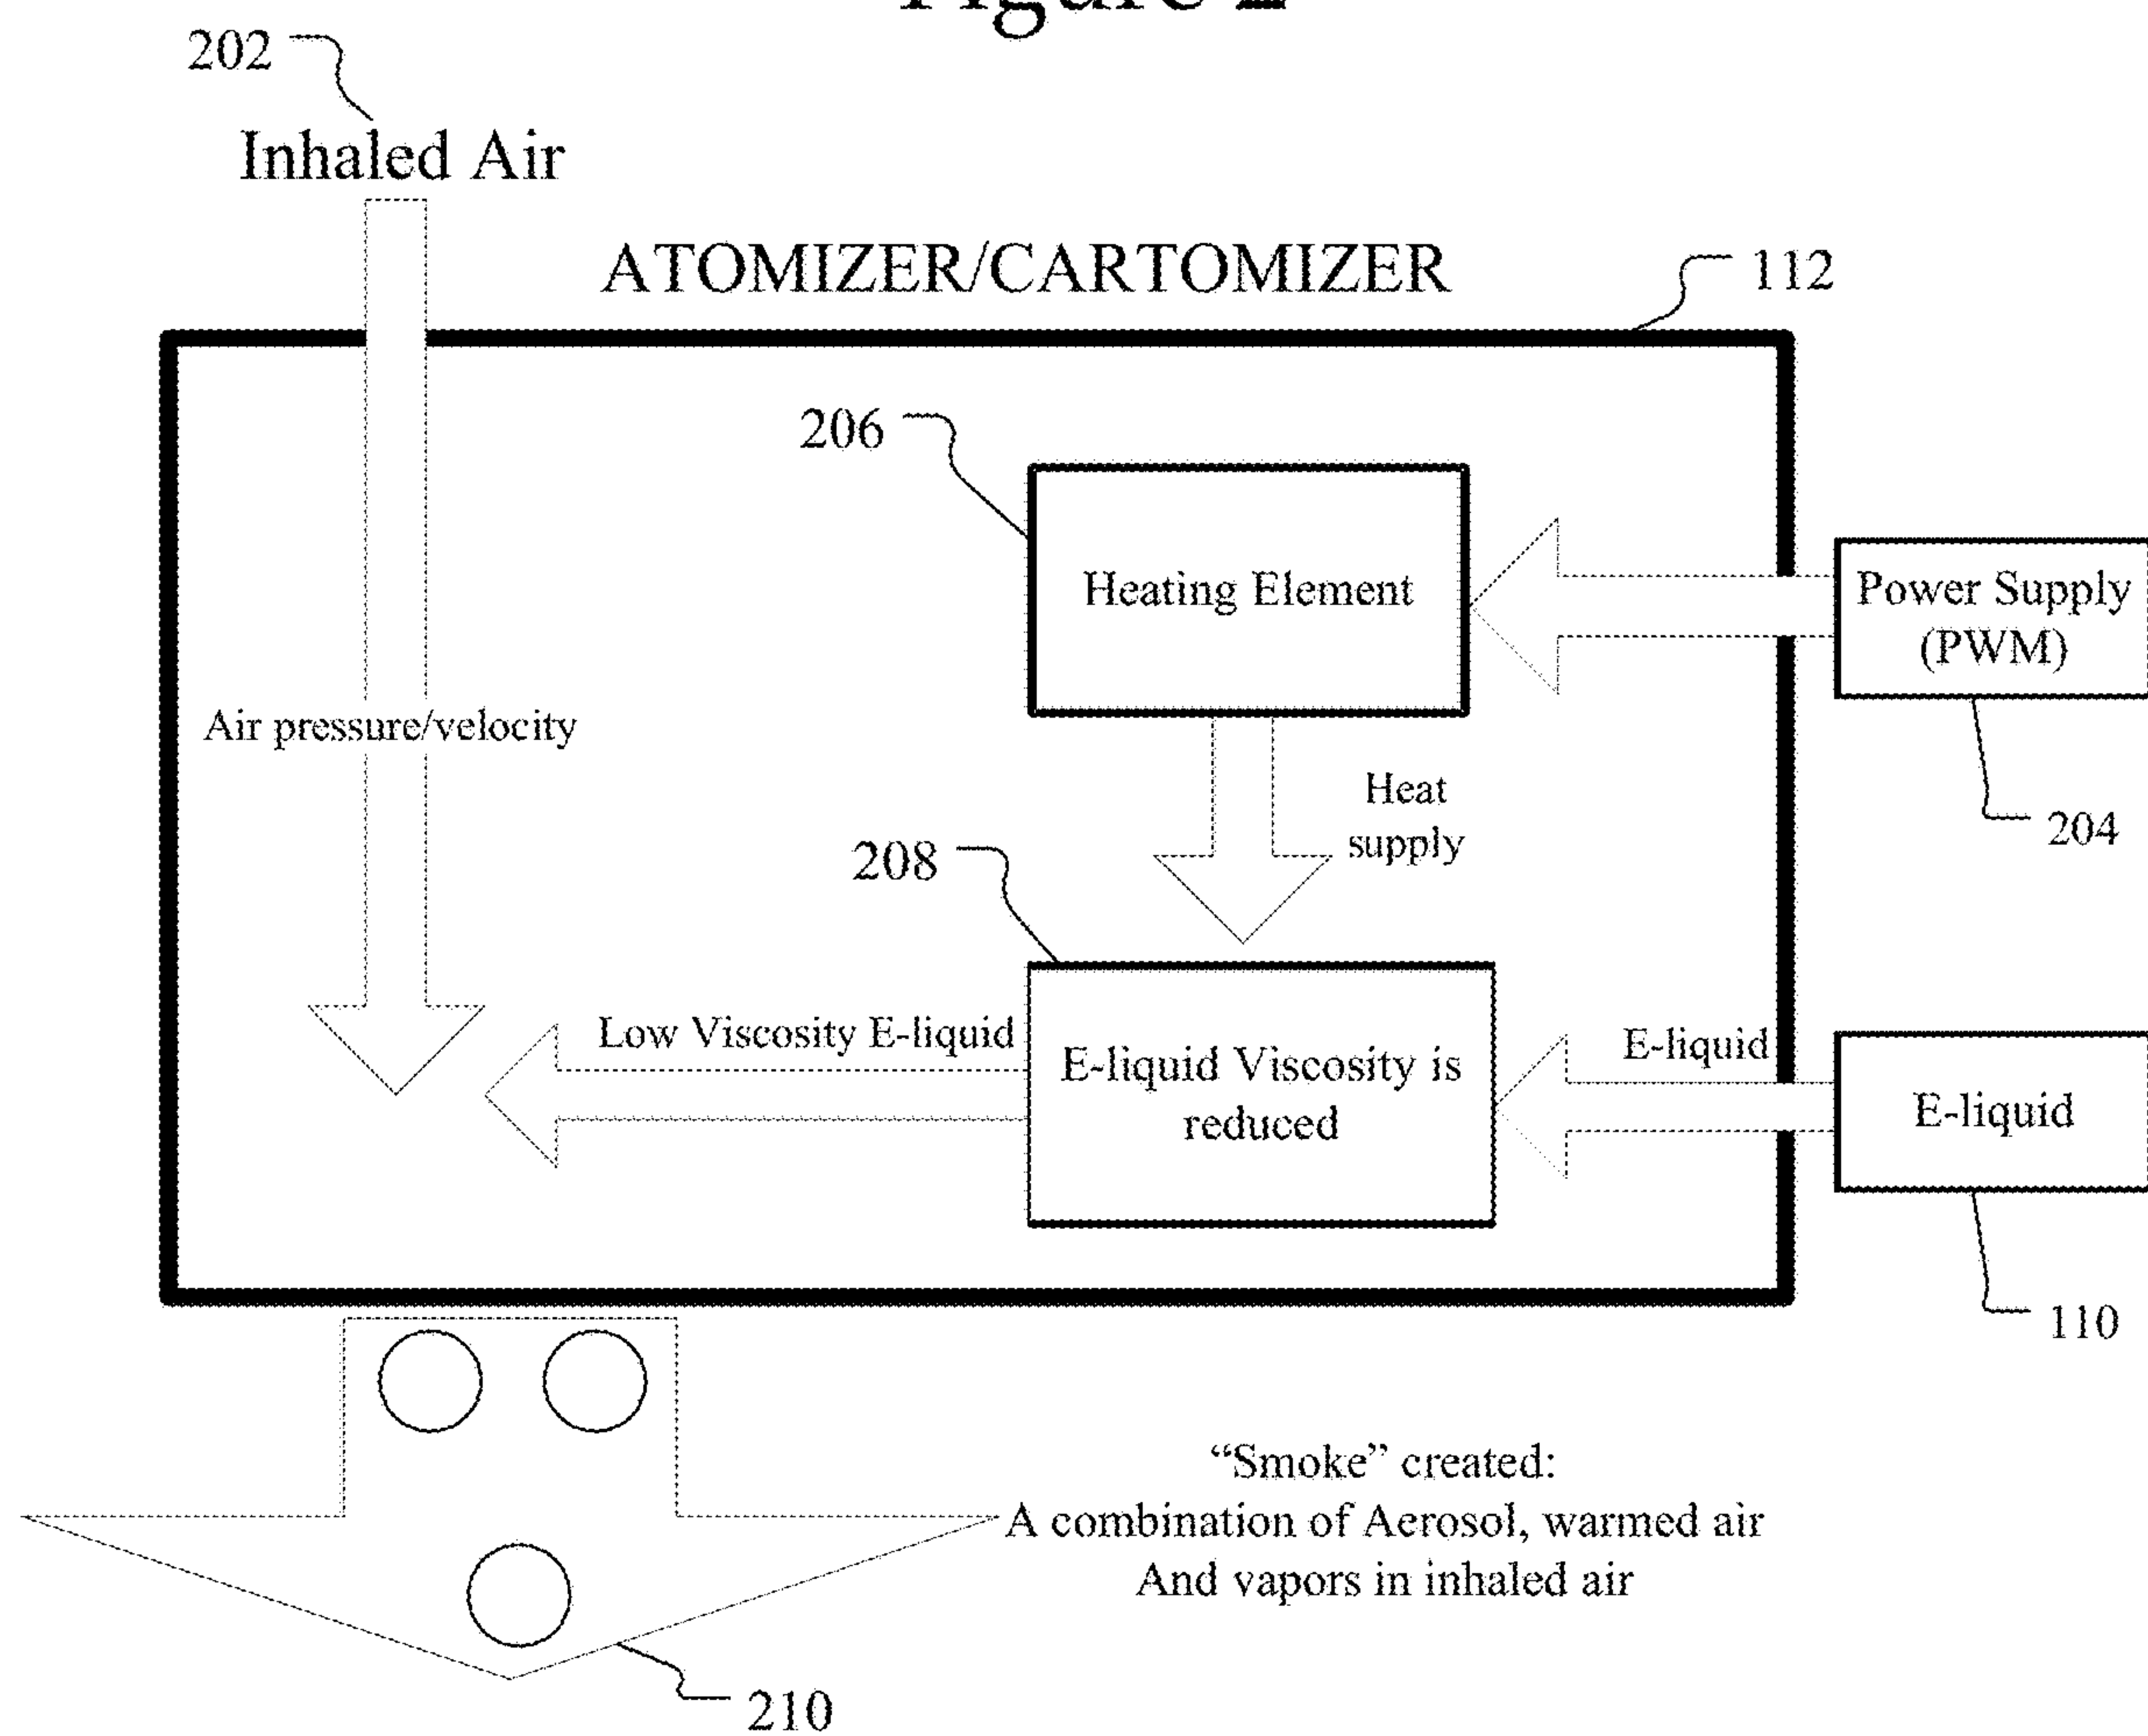 202
Inhaled Air
ATOMIZER/CARTOMIZER
112
206
Heating Element
Power Supply
(PWM)
Air pressure/velocity
Heat
supply
204
208
Low Viscosity E-liquid
E-liquid Viscosity is
reduced
E-liquid
E-liquid
110
“Smoke” created:
A combination of Aerosol, warmed air
And vapors in inhaled air
210